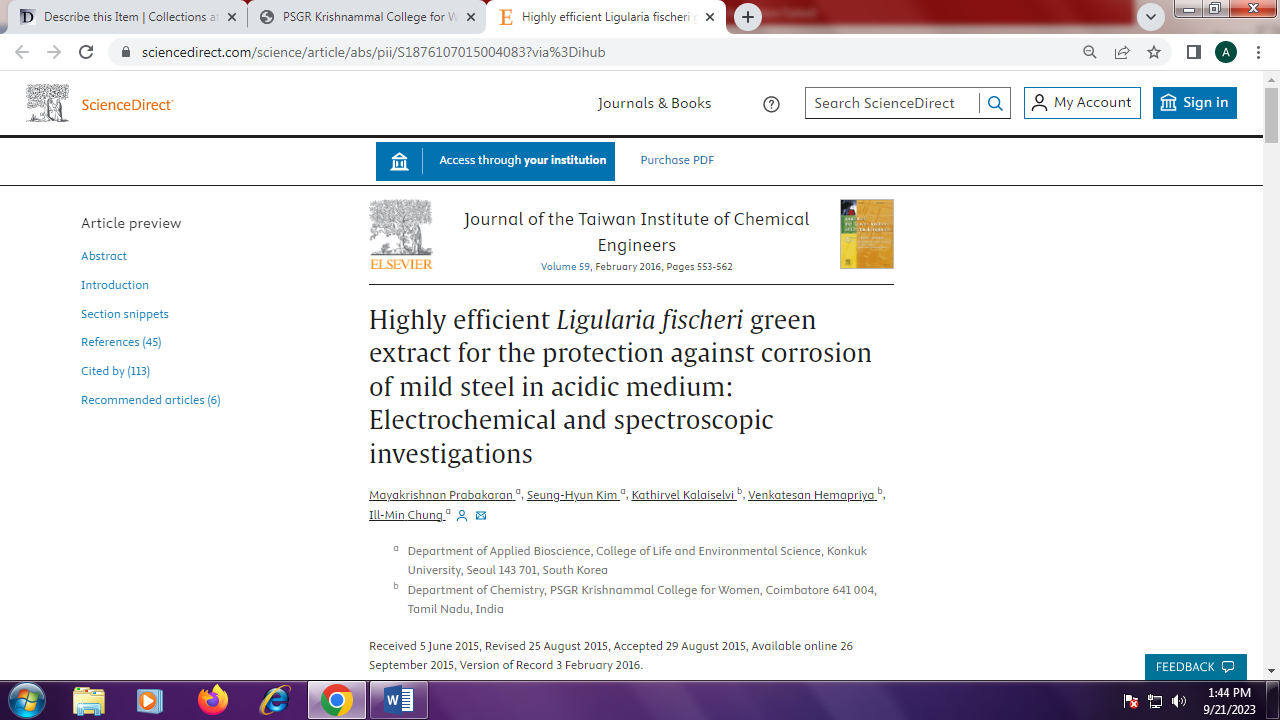 Describe this Item | Collections at
PSGR Krishnammal College for W
Highly efficient Ligularia fischeri g
sciencedirect.com/science/article/abs/pii/S1876107015004083?via%3Dihub
A
ScienceDirect
Journals & Books
Search ScienceDirect
My Account
Sign in
Access through your institution
Purchase PDF
Article preview
Abstract
Introduction
Section snippets
References (45)
Cited by (113)
Recommended articles (6)
ELSEVIER
Journal of the Taiwan Institute of Chemical
Engineers
Volume 59, February 2016, Pages 553-562
Highly efficient Ligularia fischeri green
extract for the protection against corrosion
of mild steel in acidic medium:
Electrochemical and spectroscopic
investigations
Mayakrishnan Prabakaran a, Seung-Hyun Kim a, Kathirvel Kalaiselvi b, Venkatesan Hemapriya b,
Ill-Min Chung a
a Department of Applied Bioscience, College of Life and Environmental Science, Konkuk
University, Seoul 143 701, South Korea
b Department of Chemistry, PSGR Krishnammal College for Women, Coimbatore 641 004,
Tamil Nadu, India
Received 5 June 2015, Revised 25 August 2015, Accepted 29 August 2015, Available online 26
September 2015, Version of Record 3 February 2016.
FEEDBACK
1:44 PM
9/21/2023